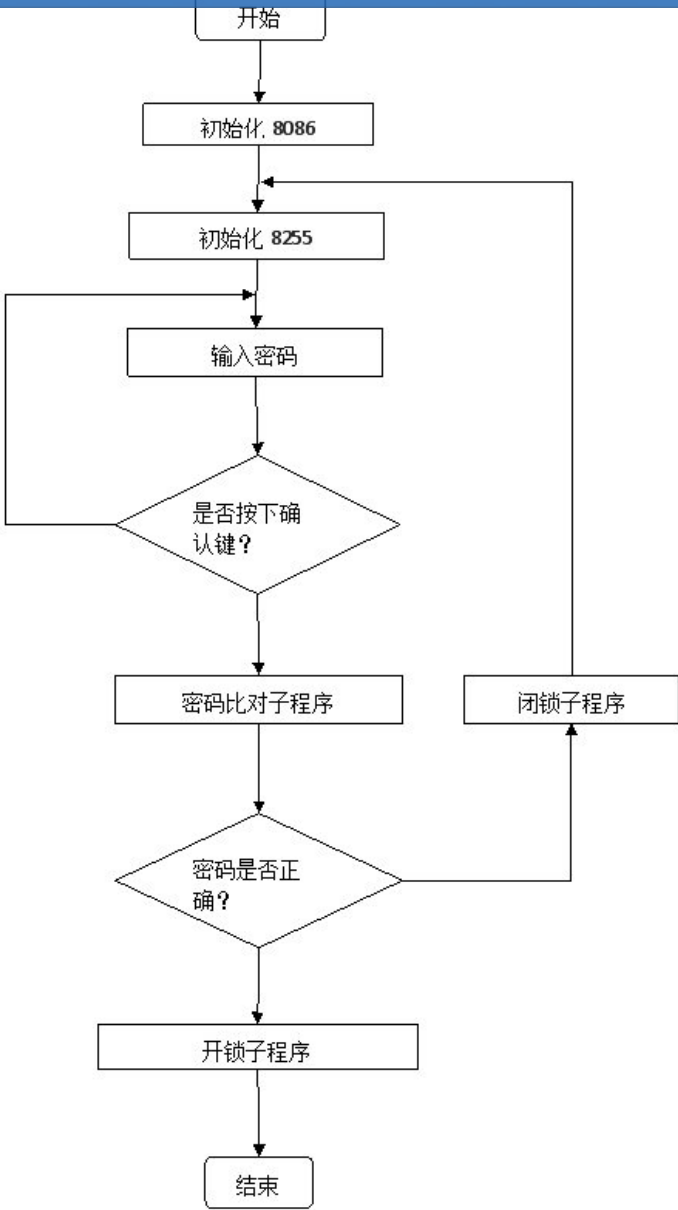 开始
初始化 8086
初始化 8255
输入密码
是否按下确
认键?
密码比对子程序
闭锁子程序
密码是否正
确?
开锁子程序
结束